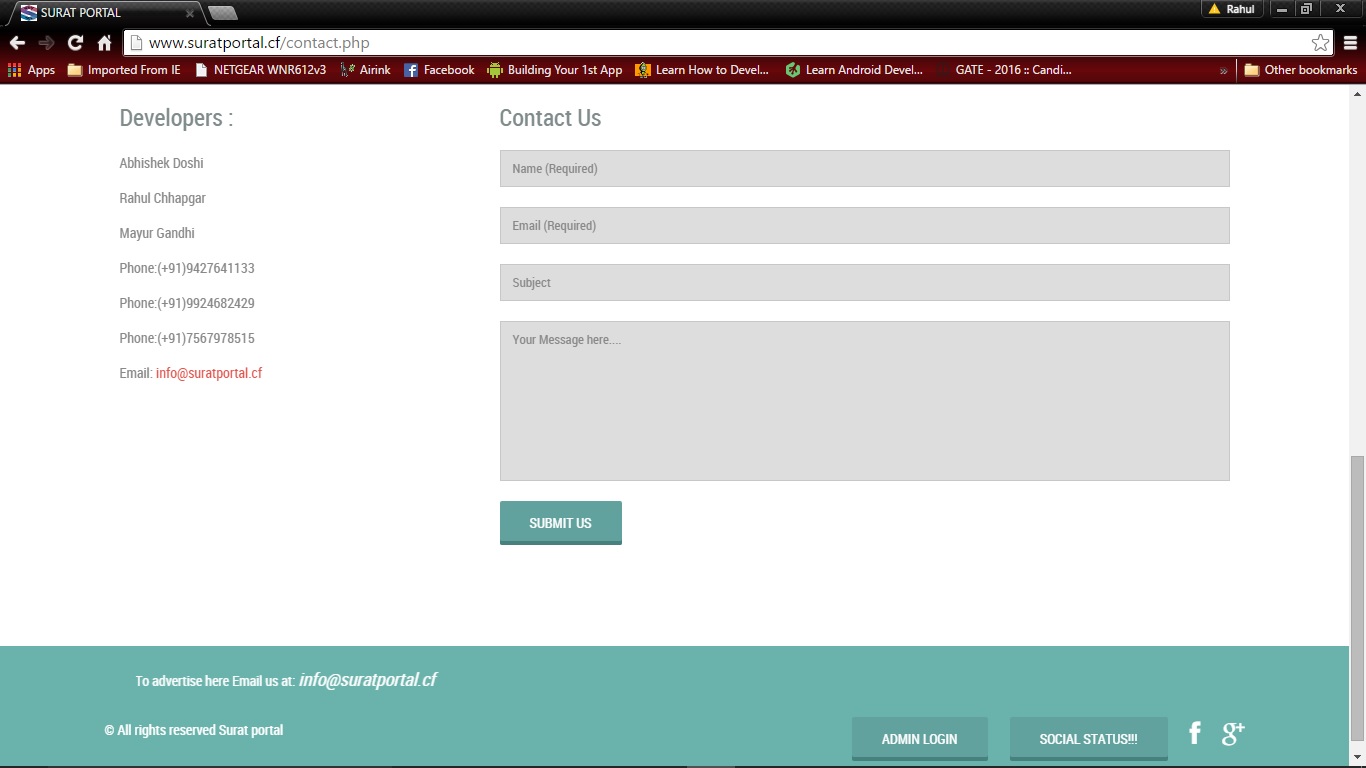 SURAT PORTAL
Rahul
www.suratportal.cf/contact.php
Apps Imported From IE NETGEAR WNR612v3 Airink Facebook Building Your 1st App Learn How to Devel... Learn Android Devel... GATE - 2016 :: Candi... » Other bookmarks
Developers :
Abhishek Doshi
Rahul Chhapgar
Mayur Gandhi
Phone:(+91)9427641133
Phone:(+91)9924682429
Phone:(+91)7567978515
Email: info@suratportal.cf
Contact Us
Name (Required)
Email (Required)
Subject
Your Message here....
SUBMIT US
To advertise here Email us at: info@suratportal.cf
© All rights reserved Surat portal
ADMIN LOGIN
SOCIAL STATUS!!!
f g+